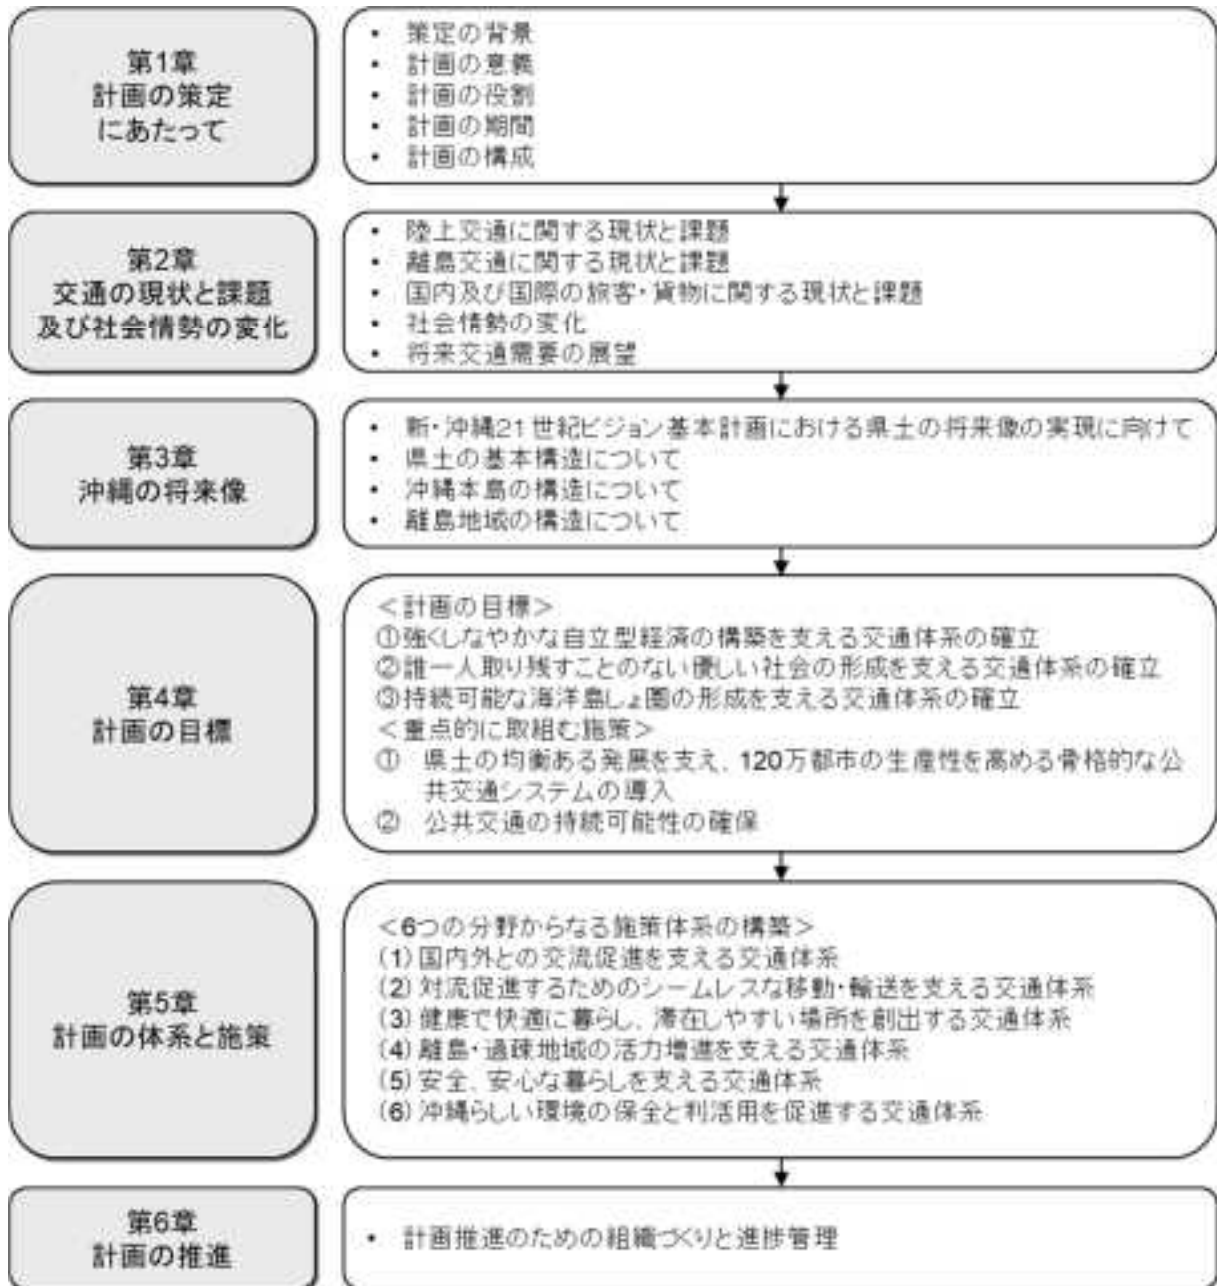 第1章
計画の策定
にあたって
• 策定の背景
• 計画の意義
• 計画の役割
• 計画の期間
• 計画の構成
第2章
交通の現状と課題
及び社会情勢の変化
• 陸上交通に関する現状と課題
• 離島交通に関する現状と課題
• 国内及び国際の旅客・貨物に関する現状と課題
• 社会情勢の変化
• 将来交通需要の展望
第3章
沖縄の将来像
• 新・沖縄21世紀ビジョン基本計画における県土の将来像の実現に向けて
• 県土の基本構造について
• 沖縄本島の構造について
• 離島地域の構造について
第4章
計画の目標
＜計画の目標＞
①強くしなやかな自立型経済の構築を支える交通体系の確立
②誰一人取り残すことのない優しい社会の形成を支える交通体系の確立
③持続可能な海洋島しょ圏の形成を支える交通体系の確立
＜重点的に取組む施策＞
① 県土の均衡ある発展を支え、120万都市の生産性を高める骨格的な公
共交通システムの導入
② 公共交通の持続可能性の確保
第5章
計画の体系と施策
＜6つの分野からなる施策体系の構築＞
(1)国内外との交流促進を支える交通体系
(2)対流促進するためのシームレスな移動・輸送を支える交通体系
(3)健康で快適に暮らし、滞在しやすい場所を創出する交通体系
(4)離島・過疎地域の活力増進を支える交通体系
(5)安全、安心な暮らしを支える交通体系
(6)沖縄らしい環境の保全と利活用を促進する交通体系
第6章
計画の推進
• 計画推進のための組織づくりと進捗管理